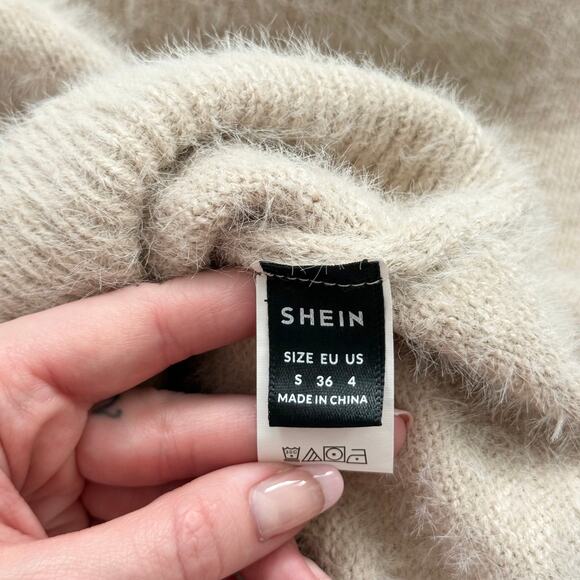 SHEIN
SIZE EU US
S 36 4
MADE IN CHINA